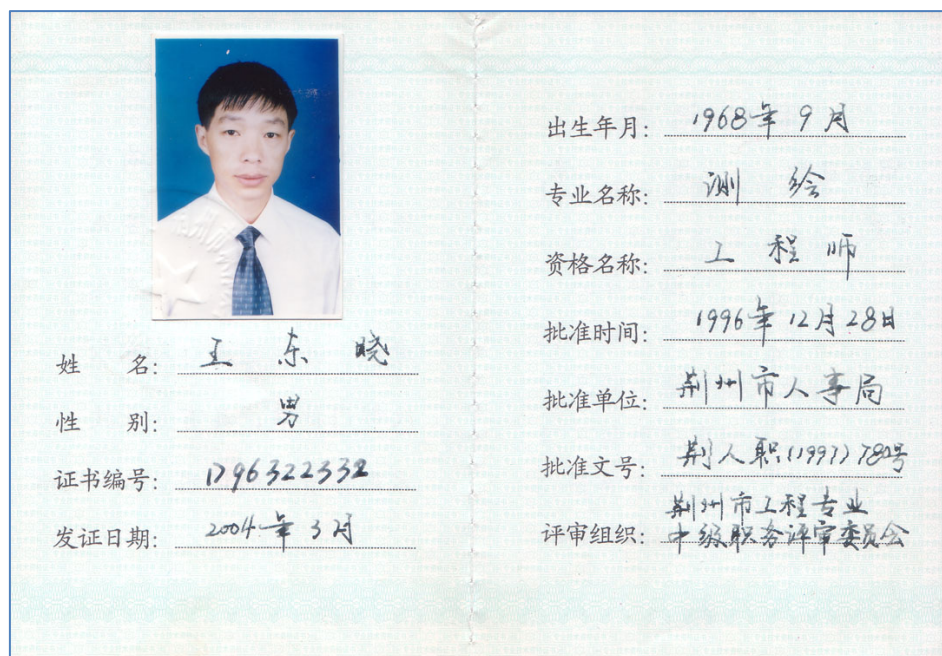 姓 名: 王 东 晓
性 别: 男
证书编号: 1796322332
发证日期: 2004年3月
出生年月: 1968年9月
专业名称: 测 绘
资格名称: 工 程 师
批准时间: 1996年12月28日
批准单位: 荆州市人事局
批准文号: 荆人职(1997)78号
评审组织: 荆州市工程专业
中级职务评审委员会